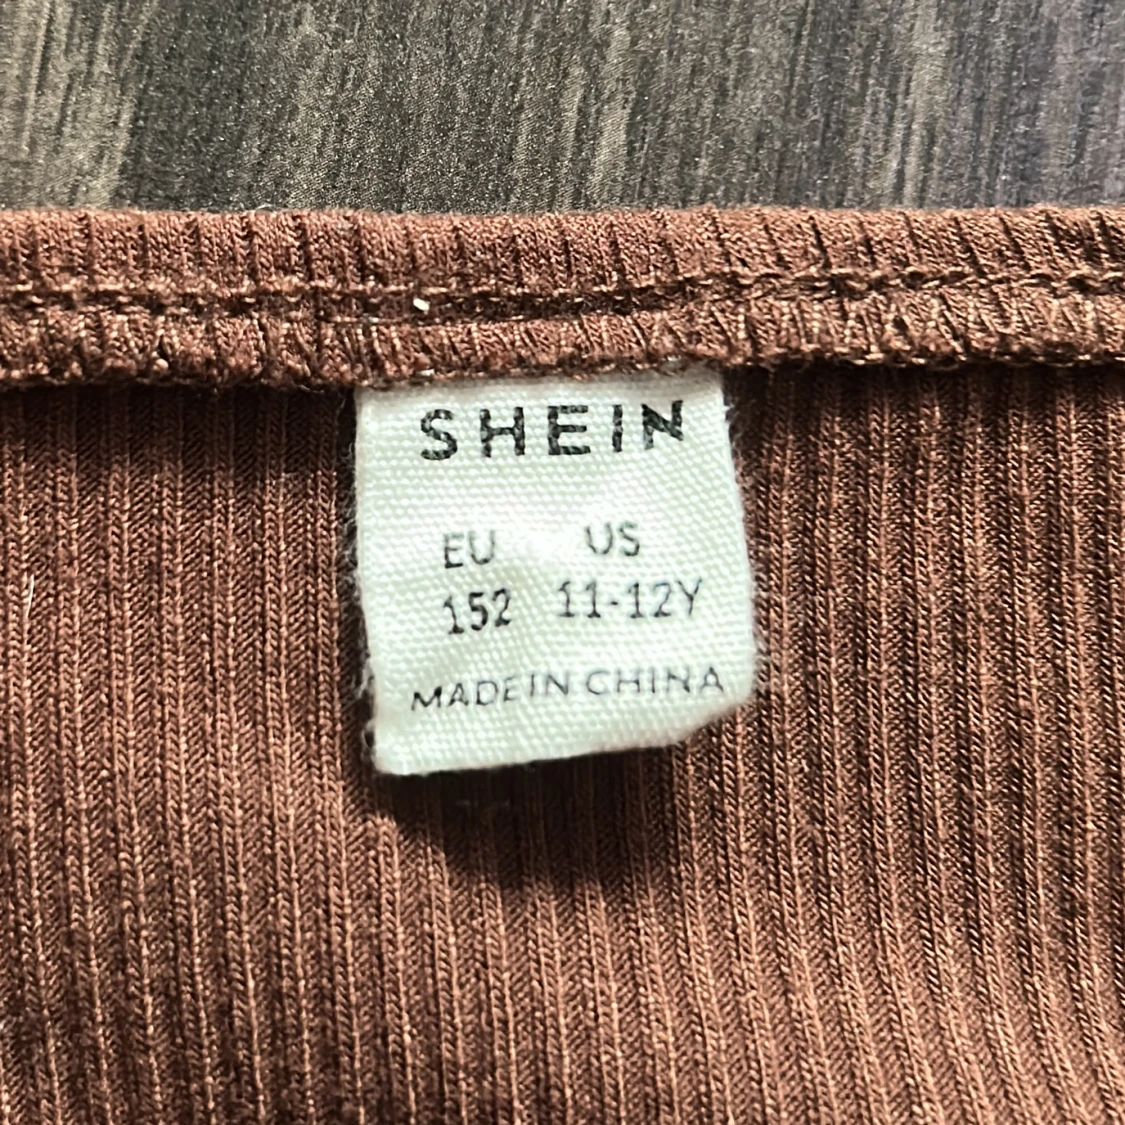 SHEIN
EU US
152 11-12Y
MADE IN CHINA